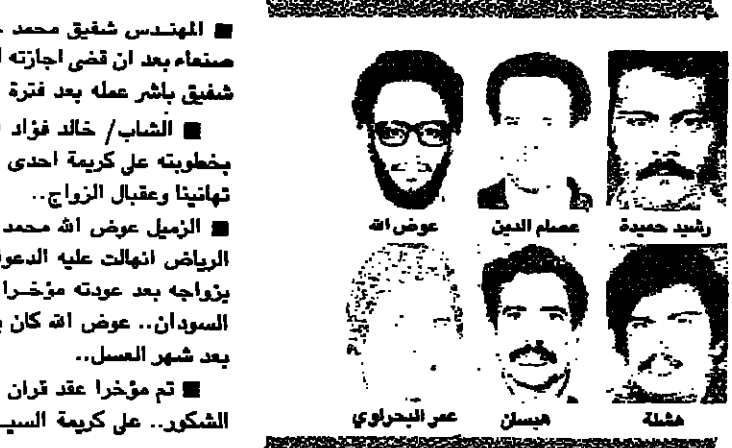 رشيد حميدة
عصام الدين
عوض الله
هشلة
هبسان
عمر البحراوي
■ المهندس شفيق محمد
صنعاء بعد ان قضى اجازته
شفيق باشر عمله بعد فترة
■ الشاب/ خالد فؤاد
بخطوبته على كريمة احدى
تهانينا وعقبال الزواج..
■ الزميل عوض الله محمد
الرياض انهالت عليه
بزواجه بعد عودته مؤخرا
السودان.. عوض الله كان
بعد شهر العسل..
■ تم مؤخرا عقد قران
الشكور.. على كريمة